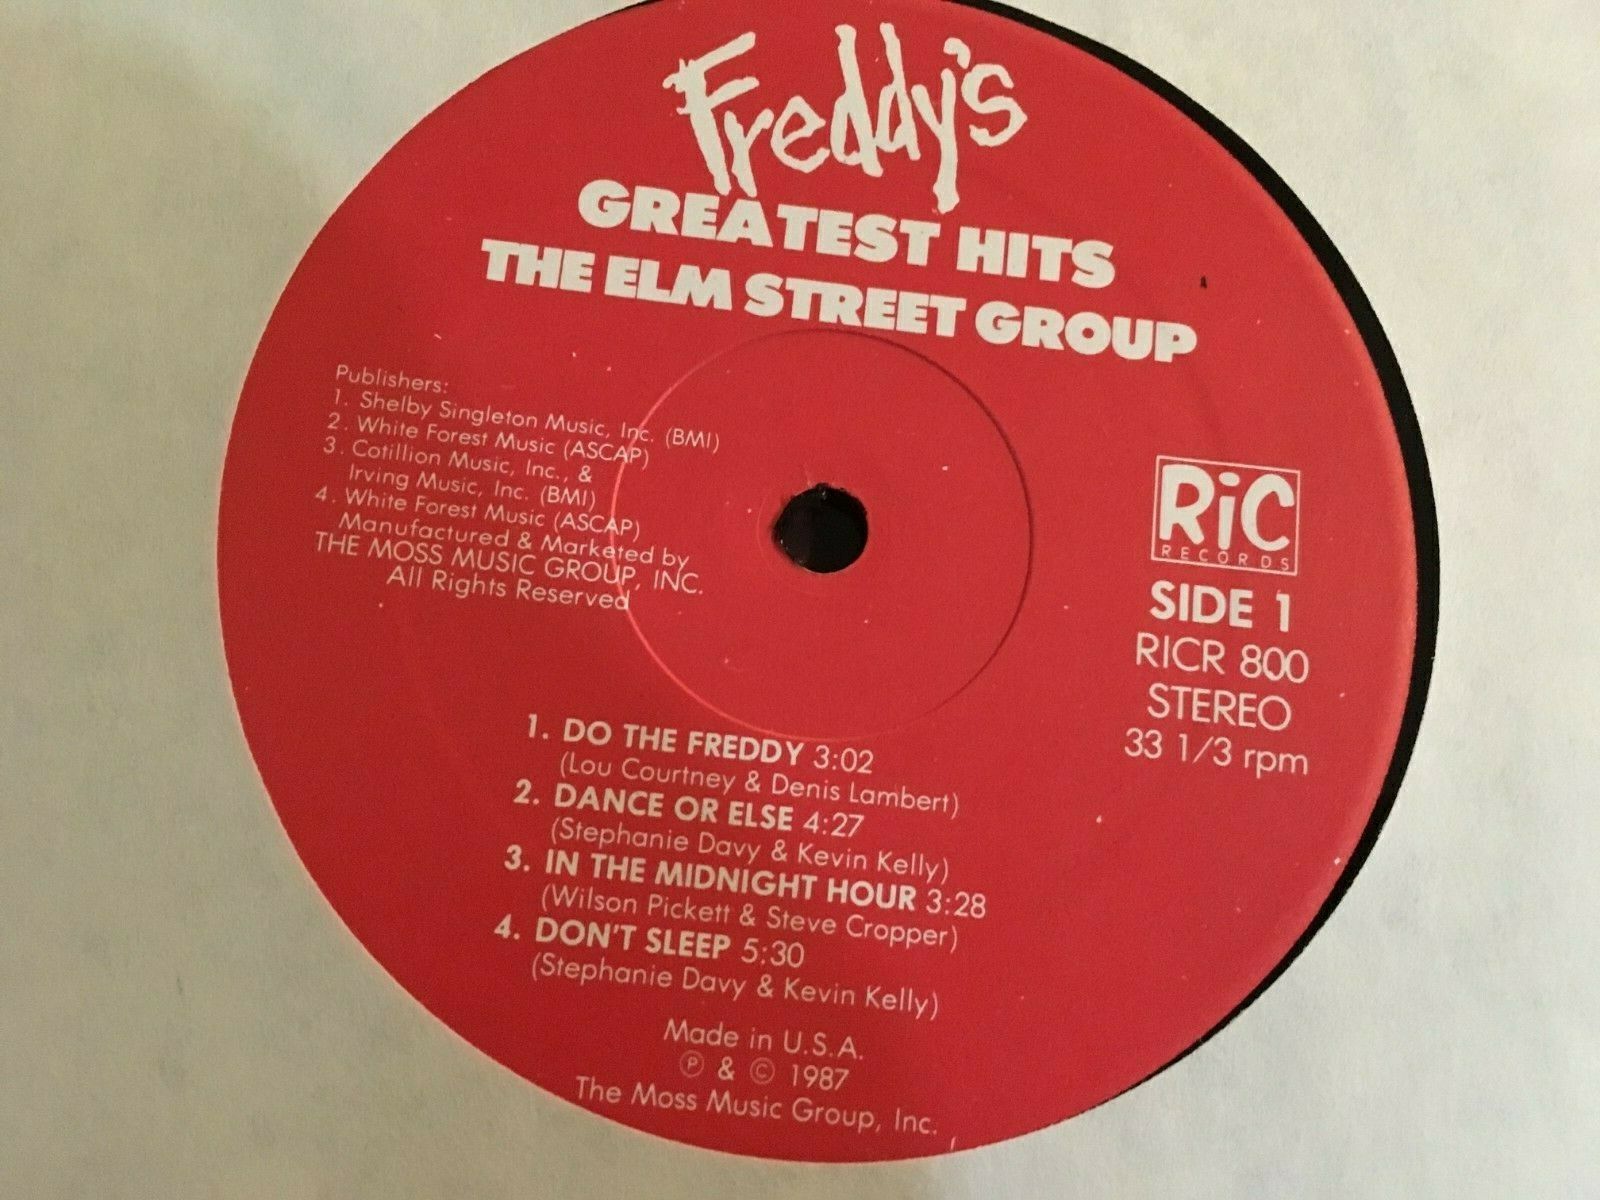 Freddy's
GREATEST HITS
THE ELM STREET GROUP
Publishers:
1. Shelby Singleton Music, Inc. (BMI)
2. White Forest Music (ASCAP)
3. Cotillion Music, Inc., &
Irving Music, Inc. (BMI)
4. White Forest Music (ASCAP)
Manufactured & Marketed by
THE MOSS MUSIC GROUP, INC.
All Rights Reserved
RiC
RECORDS
SIDE 1
RICR 800
STEREO
33 1/3 rpm
1. DO THE FREDDY 3:02
(Lou Courtney & Denis Lambert)
2. DANCE OR ELSE 4:27
(Stephanie Davy & Kevin Kelly)
3. IN THE MIDNIGHT HOUR 3:28
(Wilson Pickett & Steve Cropper)
4. DON'T SLEEP 5:30
(Stephanie Davy & Kevin Kelly)
Made in U.S.A.
℗ & © 1987
The Moss Music Group, Inc.